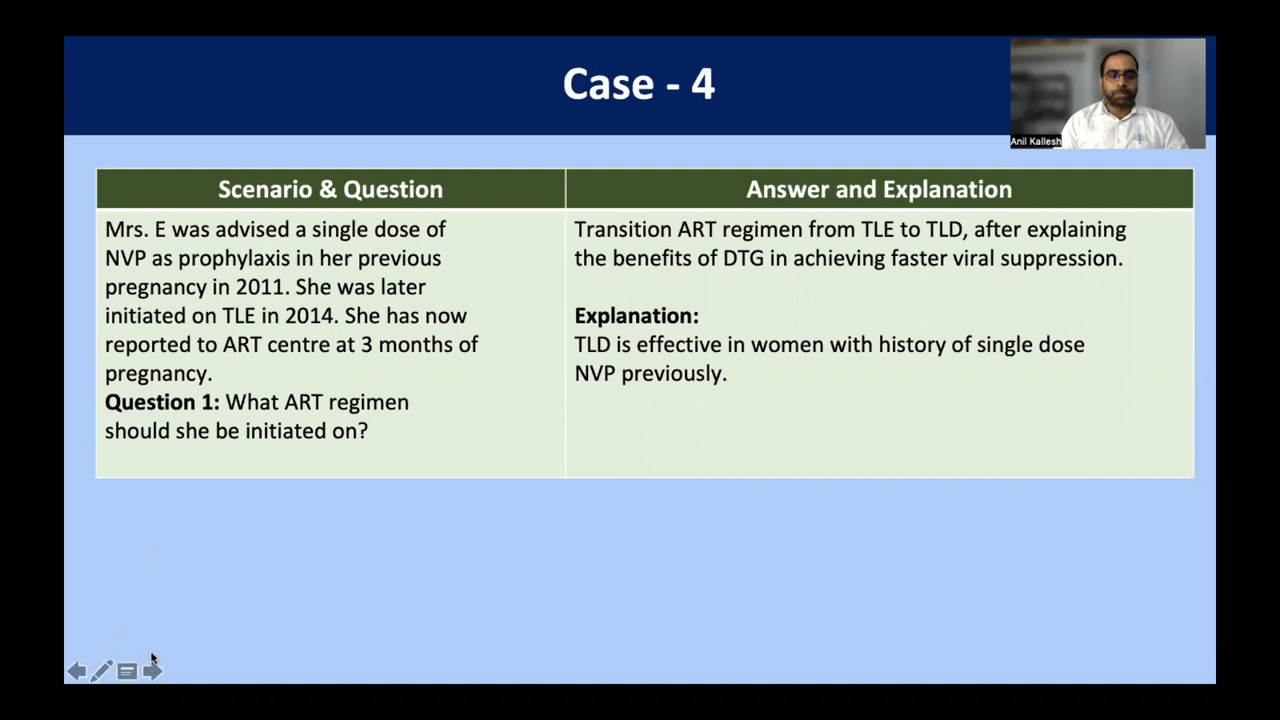 Case - 4
Anil Kallesh
Scenario & Question
Answer and Explanation
Mrs. E was advised a single dose of
NVP as prophylaxis in her previous
pregnancy in 2011. She was later
initiated on TLE in 2014. She has now
reported to ART centre at 3 months of
pregnancy.
Question 1: What ART regimen
should she be initiated on?
Transition ART regimen from TLE to TLD, after explaining
the benefits of DTG in achieving faster viral suppression.
Explanation:
TLD is effective in women with history of single dose
NVP previously.